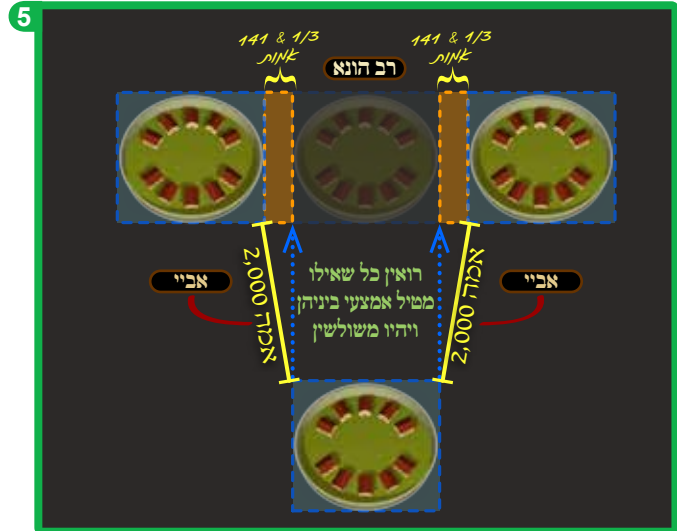 5
141 & 1/3
אמות
141 & 1/3
אמות
רב הונא
2,000 אמה
2,000 אמה
אביי
אביי
רואין כל שאילו
מטיל אמצעי ביניהן
ויהיו משולשין